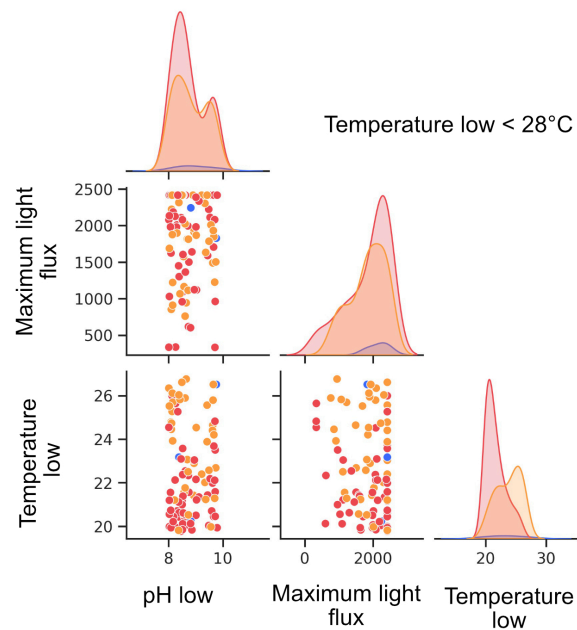 Temperature low < 28°C
Maximum light
flux
2500
2000
1500
1000
500
Temperature
low
26
24
22
20
8
10
0
2000
20
30
pH low
Maximum light
flux
Temperature
low